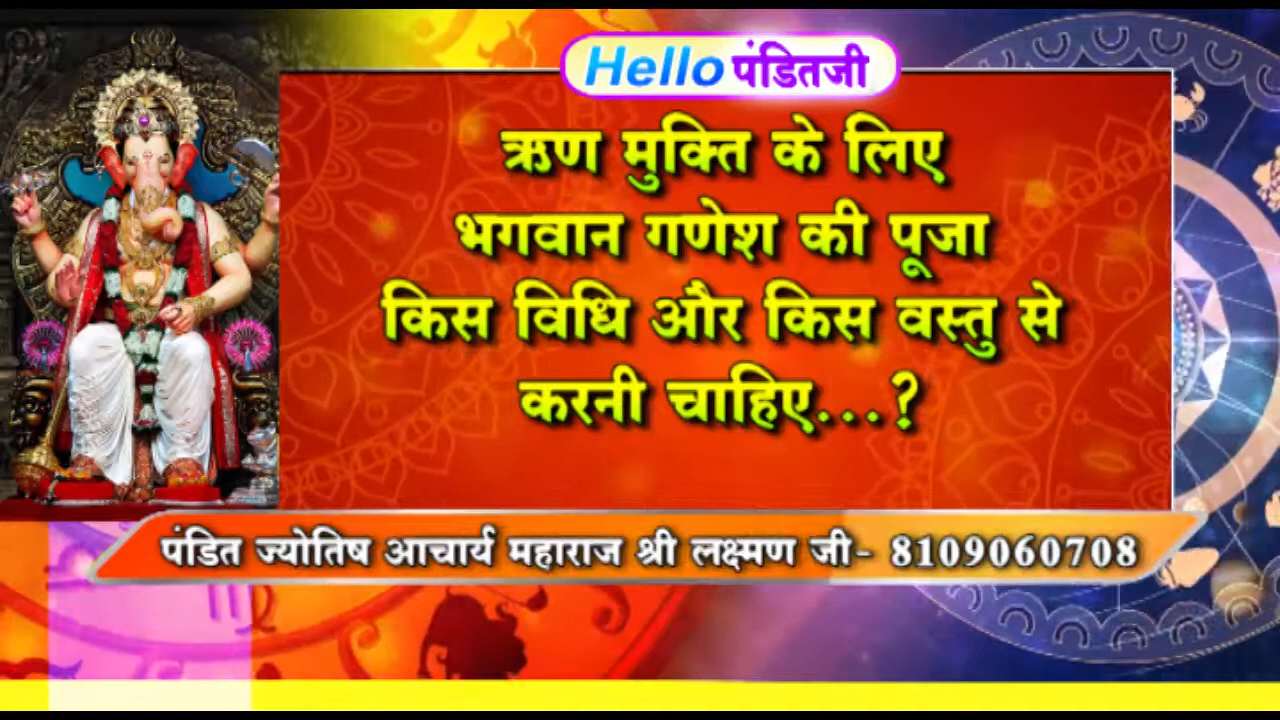 Hello पंडितजी
ऋण मुक्ति के लिए
भगवान गणेश की पूजा
किस विधि और किस वस्तु से
करनी चाहिए...?
पंडित ज्योतिष आचार्य महाराज श्री लक्ष्मण जी- 8109060708